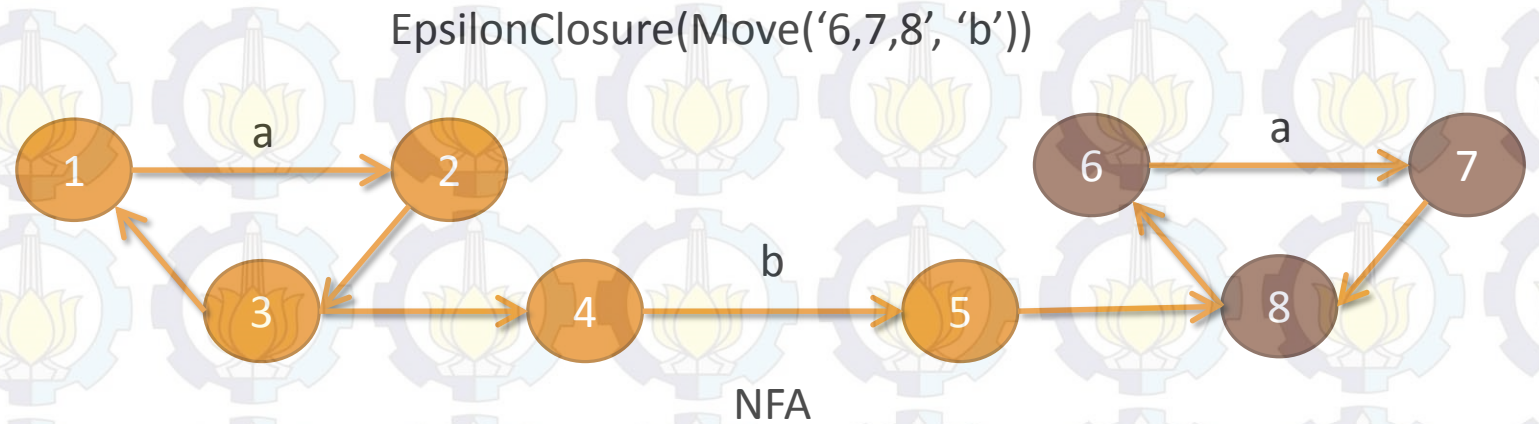 EpsilonClosure(Move(‘6,7,8’, ‘b’))
a
a
1
2
6
7
b
3
4
5
8
NFA